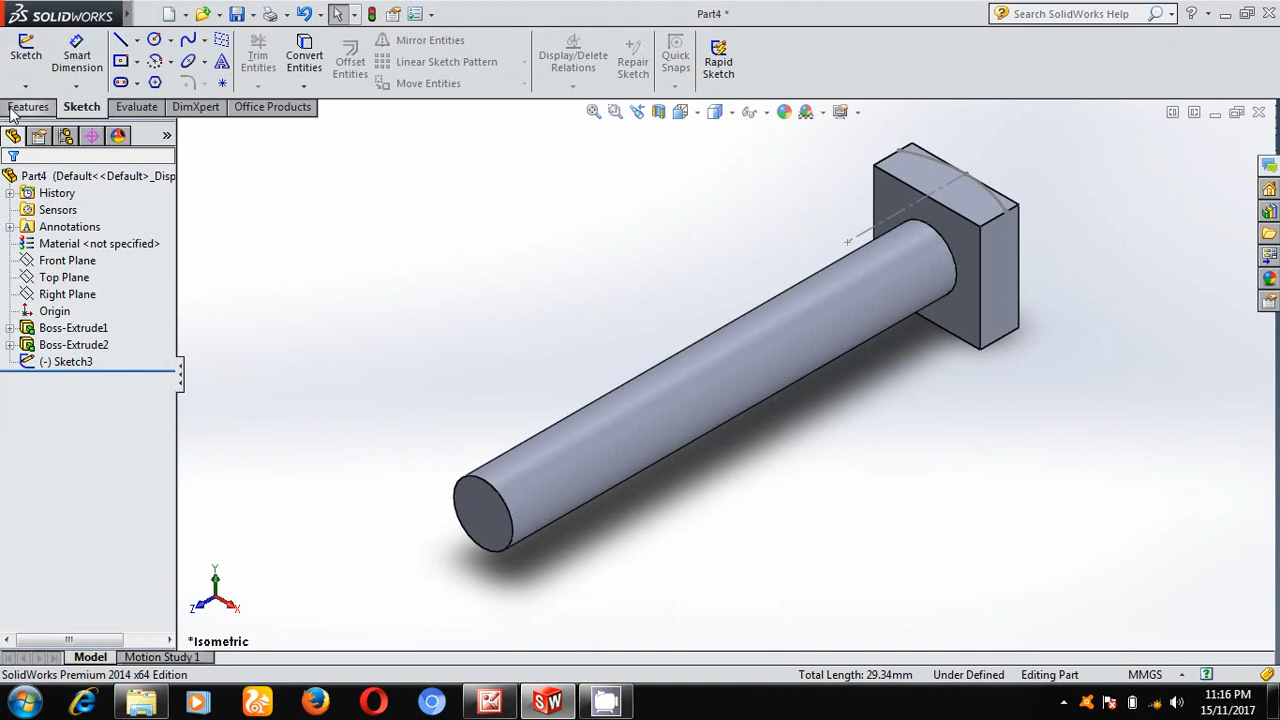 SOLIDWORKS
Part4 *
Search SolidWorks Help
Sketch
Smart Dimension
Trim Entities
Convert Entities
Offset Entities
Mirror Entities
Linear Sketch Pattern
Move Entities
Display/Delete Relations
Repair Sketch
Quick Snaps
Rapid Sketch
Features
Sketch
Evaluate
DimXpert
Office Products
Part4 (Default<<Default>_Disp
History
Sensors
Annotations
Material <not specified>
Front Plane
Top Plane
Right Plane
Origin
Boss-Extrude1
Boss-Extrude2
(-) Sketch3
Y
Z
X
*Isometric
Model
Motion Study 1
SolidWorks Premium 2014 x64 Edition
Total Length: 29.34mm
Under Defined
Editing Part
MMGS
11:16 PM
15/11/2017